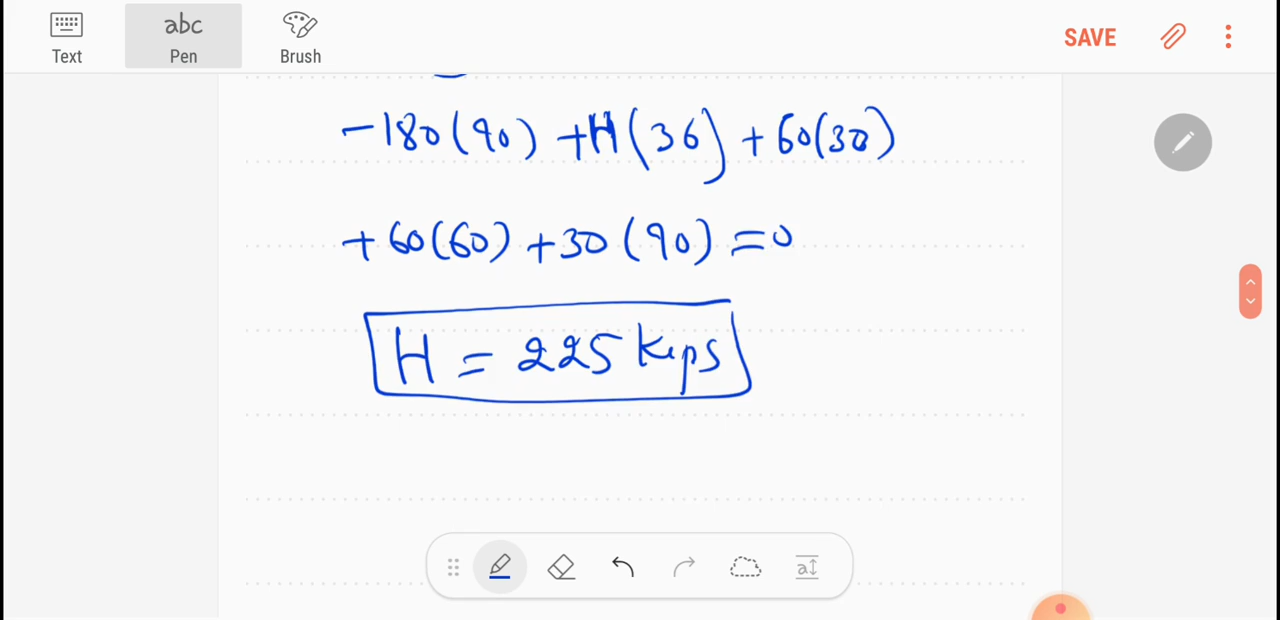 abc
SAVE
Text
Pen
Brush
-180(90) +H(36) + 60(30)
+ 60(60) +30(90) =0
H = 225 kips
a